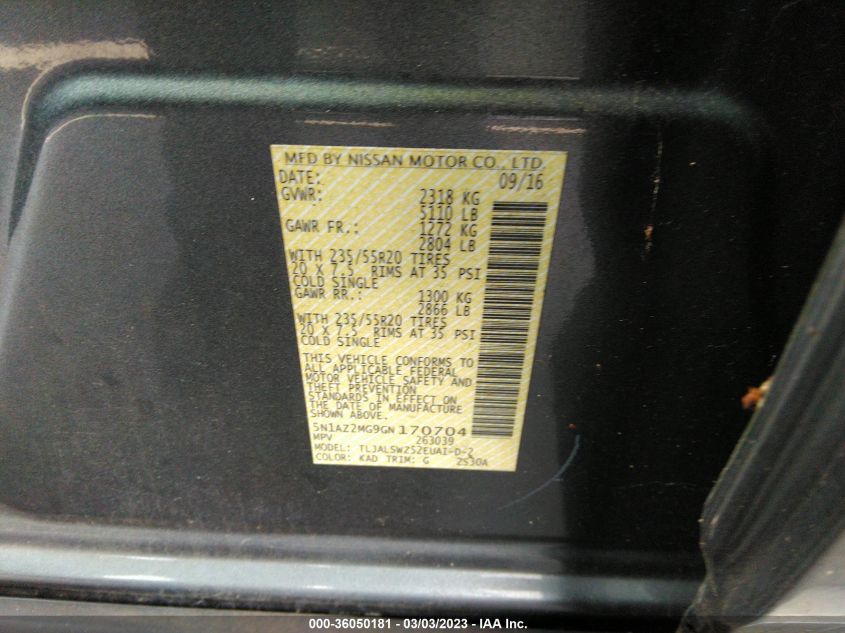 MFD BY NISSAN MOTOR CO., LTD
DATE: 09/16
GVWR: 2318 KG
5110 LB
GAWR FR.: 1272 KG
2804 LB
WITH 235/55R20 TIRES
20 X 7.5 RIMS AT 35 PSI
COLD SINGLE
GAWR RR.: 1300 KG
2866 LB
WITH 235/55R20 TIRES
20 X 7.5 RIMS AT 35 PSI
COLD SINGLE
THIS VEHICLE CONFORMS TO
ALL APPLICABLE FEDERAL
MOTOR VEHICLE SAFETY AND
THEFT PREVENTION
STANDARDS IN EFFECT ON
THE DATE OF MANUFACTURE
SHOWN ABOVE.
5N1AZ2MG9GN170704
MPV 263039
MODEL: TLJALSWZ52EUAI-D-2
COLOR: KAD TRIM: G 2S30A
000-36050181 - 03/03/2023 - IAA Inc.